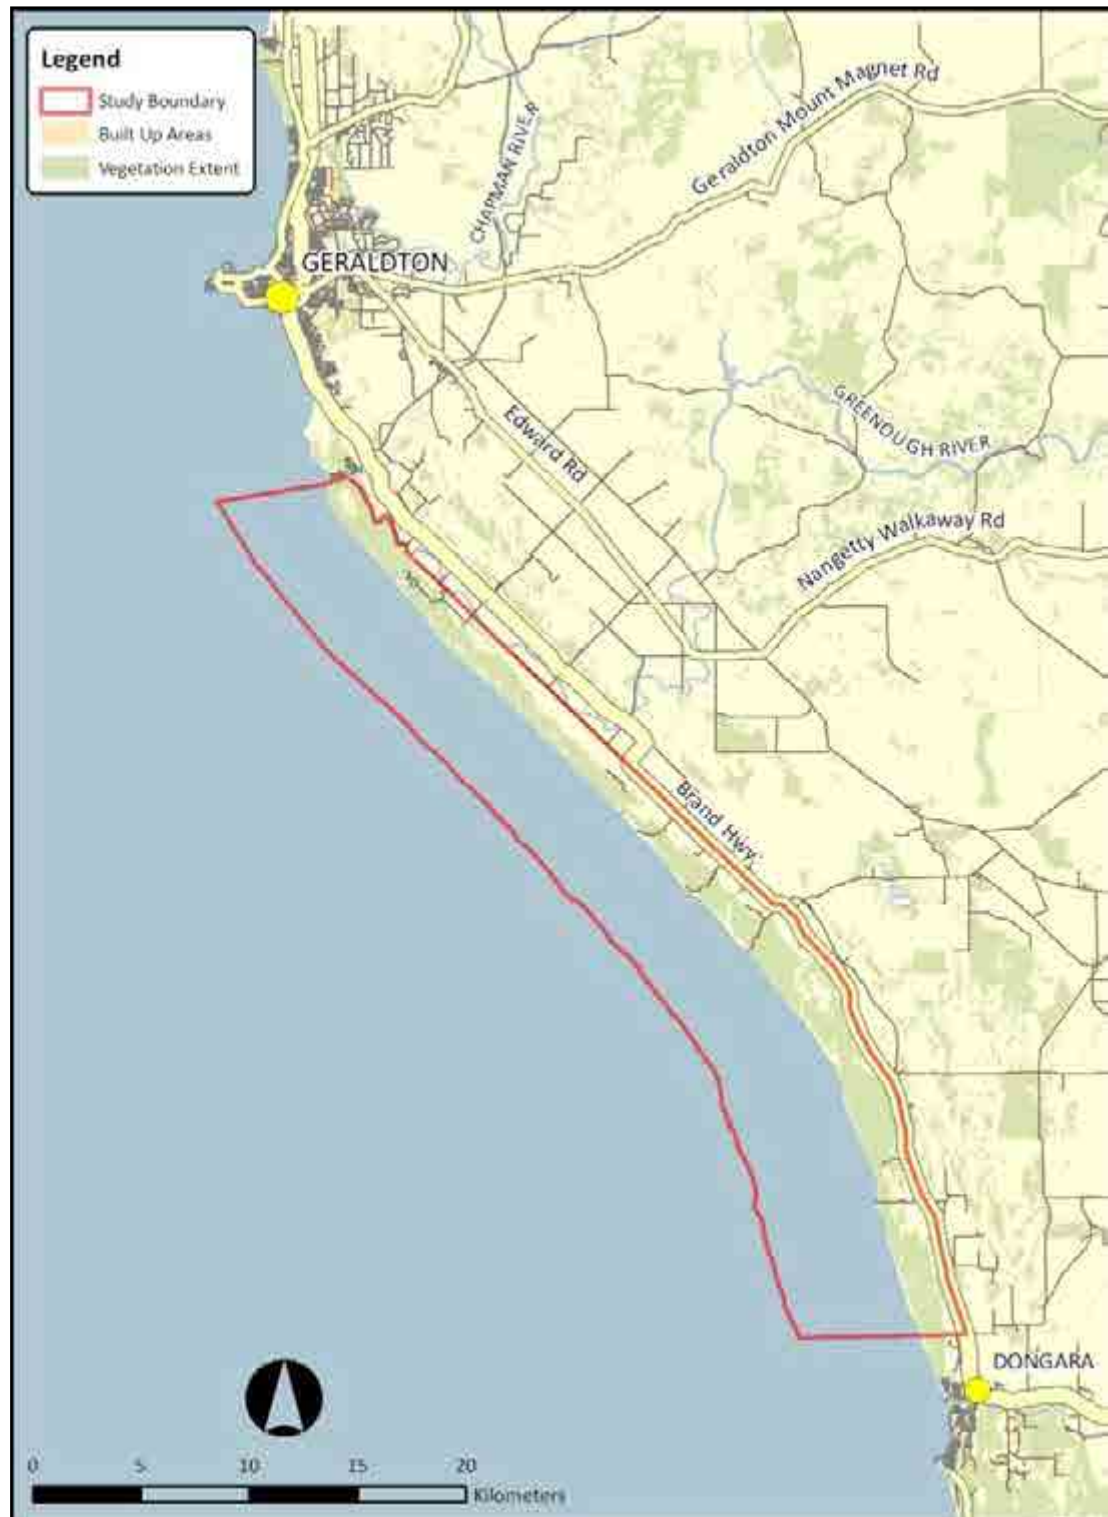 Legend
Study Boundary
Built Up Areas
Vegetation Extent
Geraldton Mount Magnet Rd
CHAPMAN RIVER
GERALDTON
GREENOUGH RIVER
Edward Rd
Nangetty Walkaway Rd
Brand Hwy
DONGARA
0 5 10 15 20
Kilometers